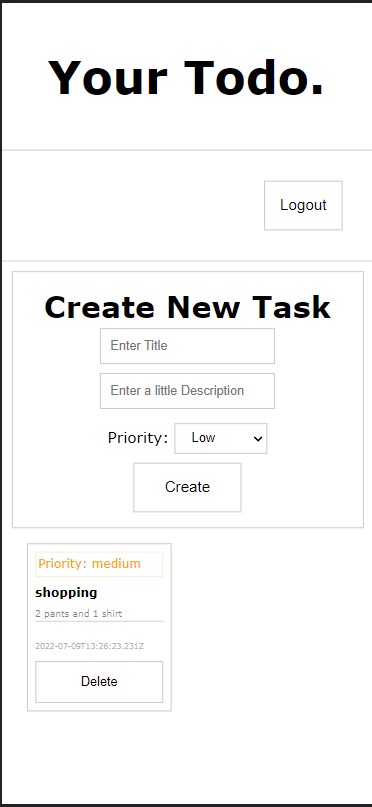 Your Todo.
Logout
Create New Task
Enter Title
Enter a little Description
Priority: Low
Create
Priority: medium
shopping
2 pants and 1 shirt
2022-07-09T13:26:23.231Z
Delete